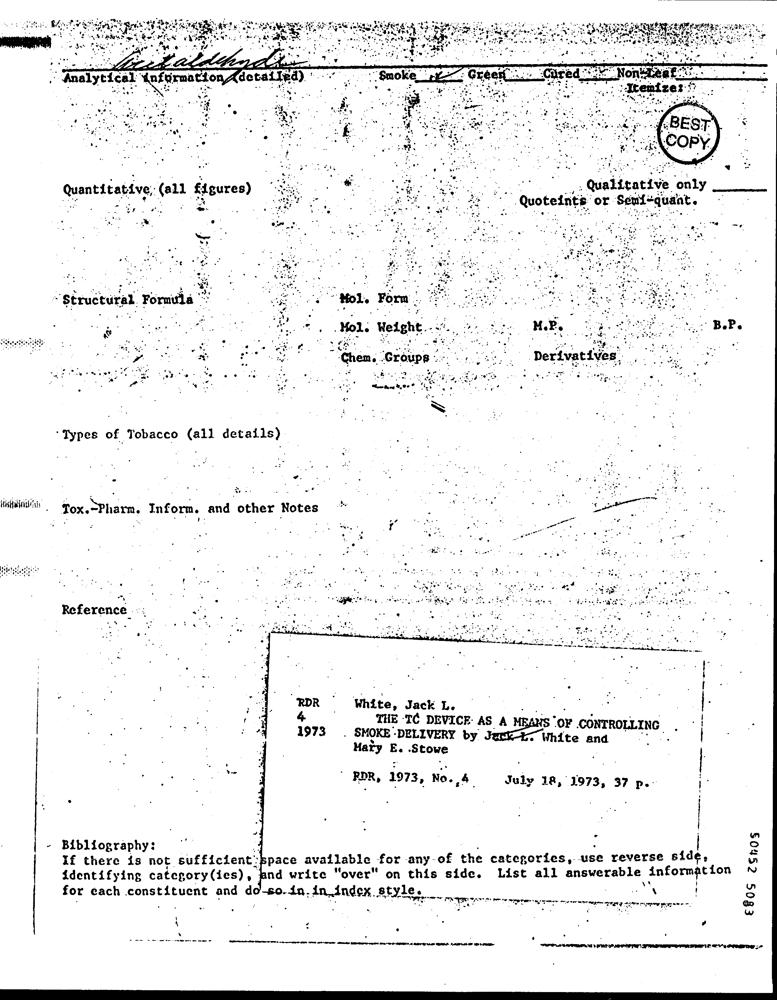 Acetaldehyde
Analytical information (detailed) Smoke ✓ Green Cured Non-Leaf
Itemize:
BEST
COPY
Quantitative (all figures) Qualitative only
Quoteints or Semi-quant.
Structural Formula Mol. Form
Mol. Weight M.P. B.P.
Chem. Groups Derivatives
Types of Tobacco (all details)
Tox.-Pharm. Inform. and other Notes
Reference
RDR White, Jack L.
4 THE TC DEVICE AS A MEANS OF CONTROLLING
1973 SMOKE DELIVERY by Jack L. White and
Mary E. Stowe
RDR, 1973, No. 4 July 18, 1973, 37 p.
Bibliography:
If there is not sufficient space available for any of the categories, use reverse side,
identifying category(ies), and write "over" on this side. List all answerable information
for each constituent and do so in in index style.
50452 5083